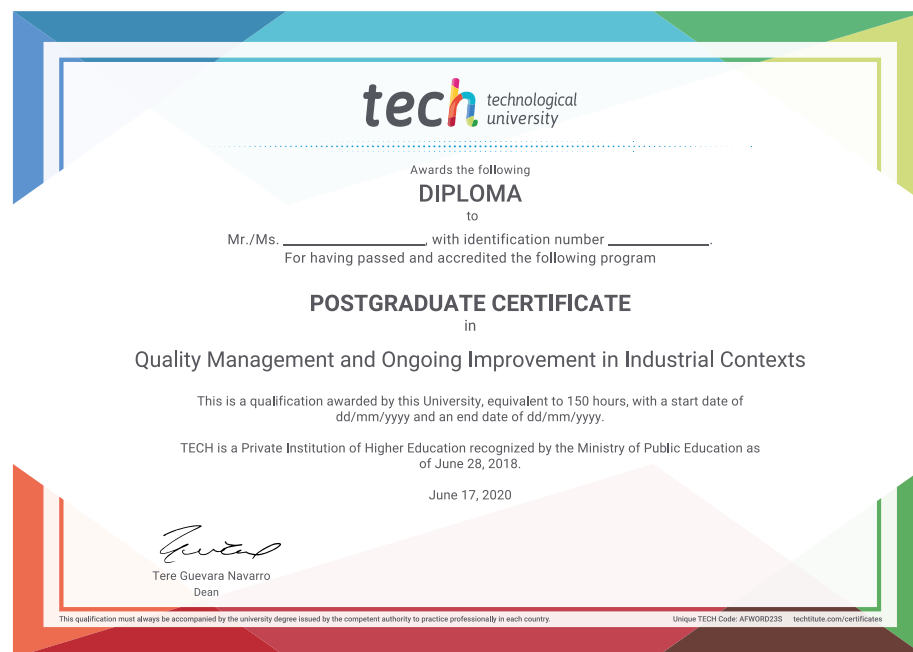 tech technological
university
Awards the following
DIPLOMA
to
Mr./Ms. ____________________, with identification number ______________.
For having passed and accredited the following program
POSTGRADUATE CERTIFICATE
in
Quality Management and Ongoing Improvement in Industrial Contexts
This is a qualification awarded by this University, equivalent to 150 hours, with a start date of
dd/mm/yyyy and an end date of dd/mm/yyyy.
TECH is a Private Institution of Higher Education recognized by the Ministry of Public Education as
of June 28, 2018.
June 17, 2020
Tere Guevara Navarro
Dean
This qualification must always be accompanied by the university degree issued by the competent authority to practice professionally in each country. Unique TECH Code: AFWORD23S techtitute.com/certificates